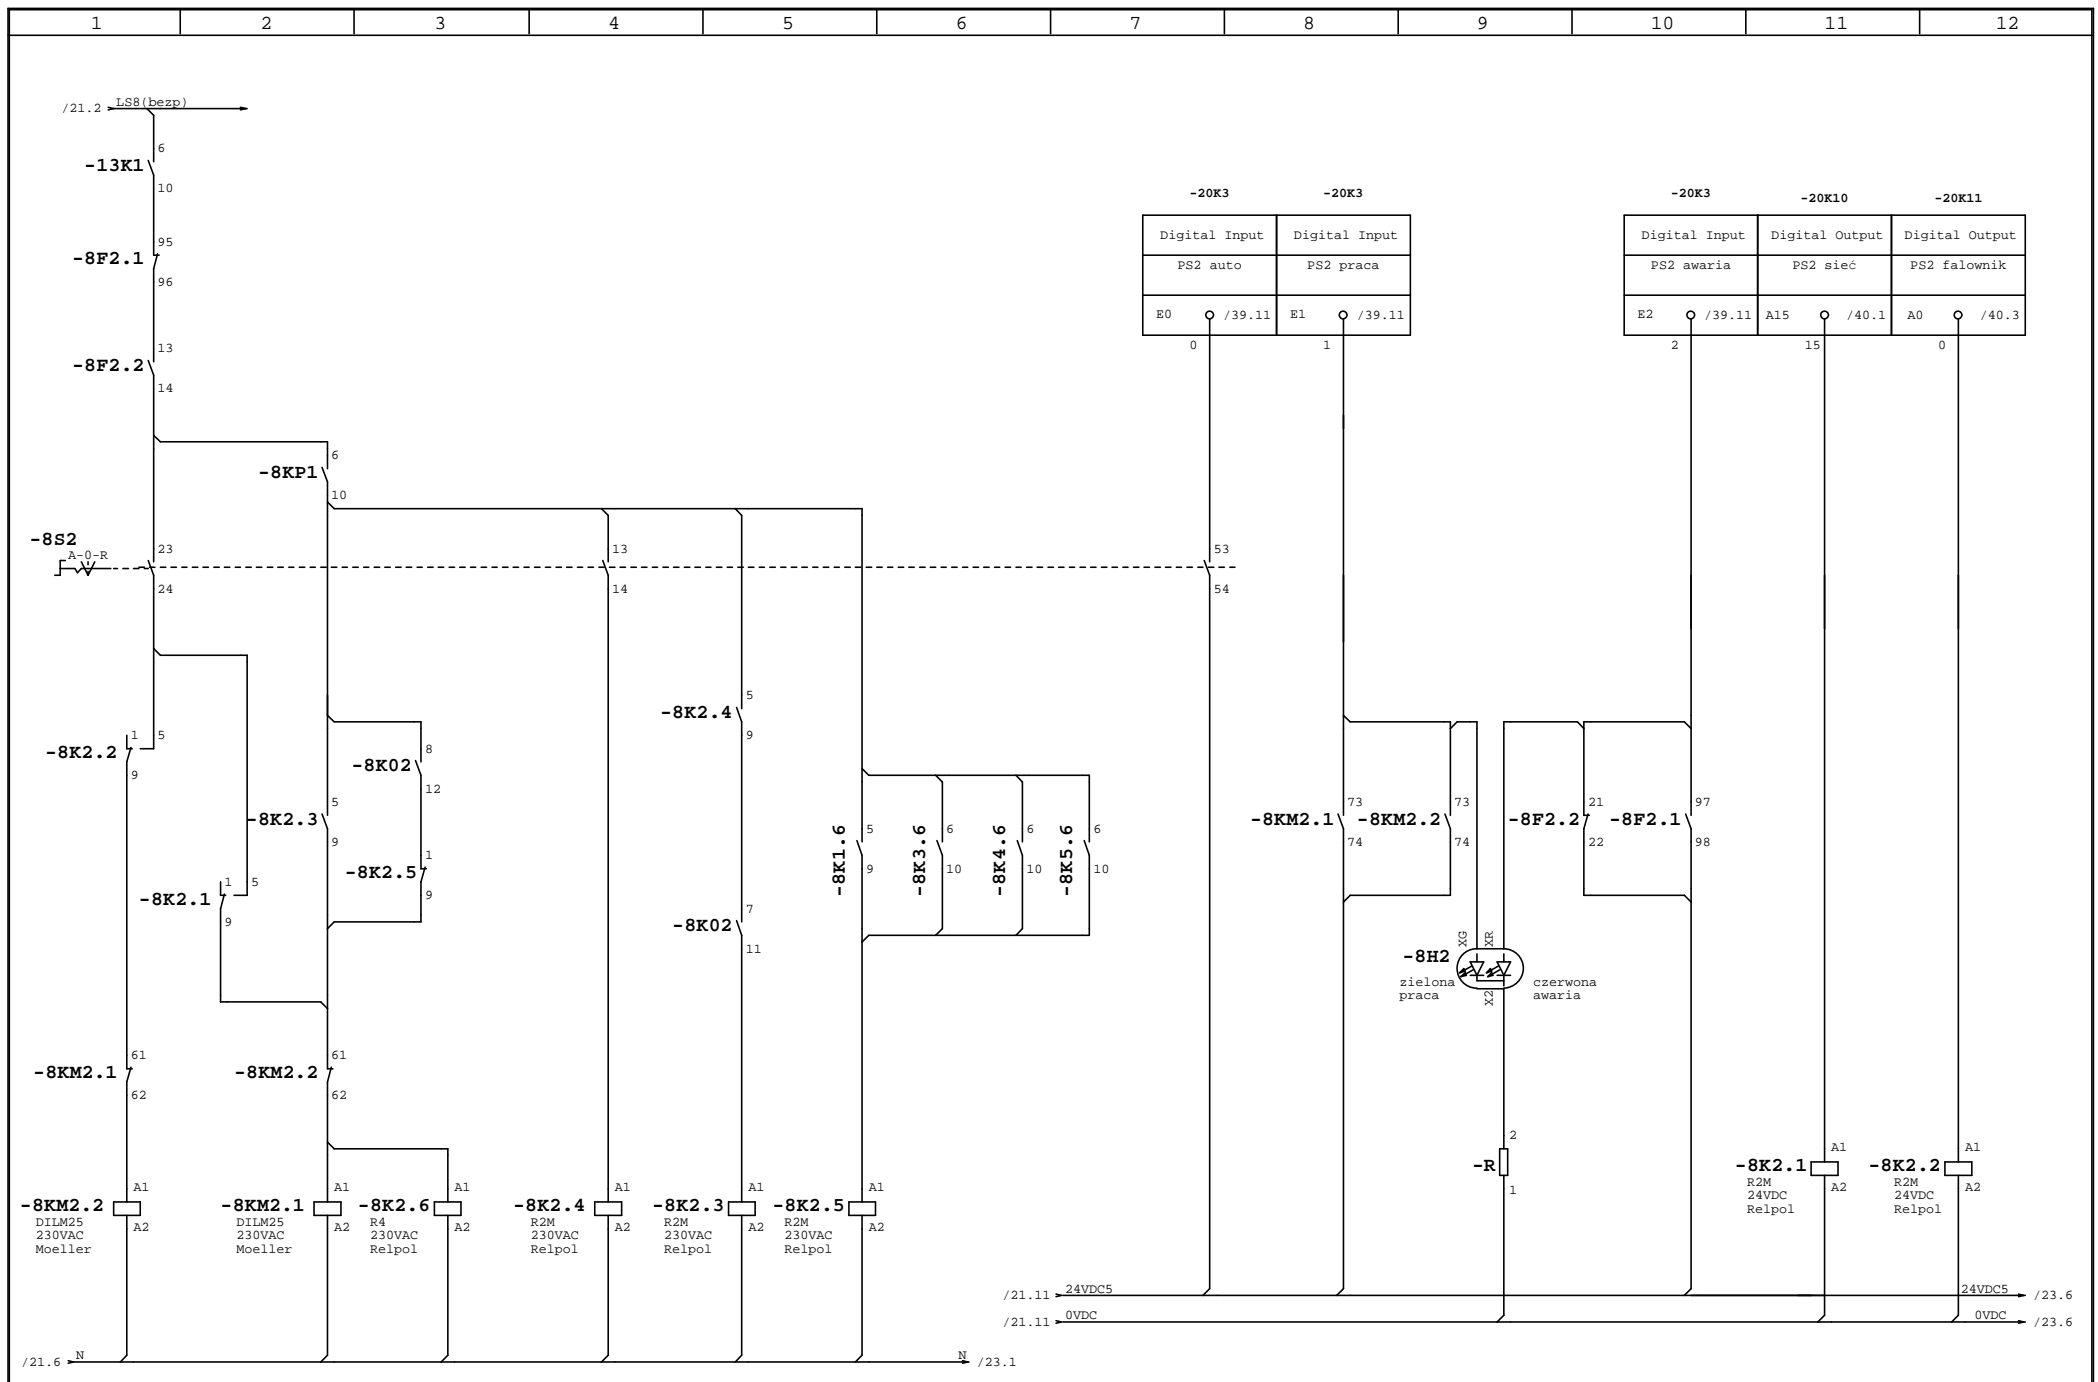 1 2 3 4 5 6 7 8 9 10 11 12
/21.2 LS8(bezp)
6
-13K1
10
95
-8F2.1
96
13
-8F2.2
14
6
-8KP1
10
-8S2
A-0-R
23
24
13
14
53
54
-20K3 -20K3
Digital Input Digital Input
PS2 auto PS2 praca
E0 /39.11 E1 /39.11
0 1
-20K3 -20K10 -20K11
Digital Input Digital Output Digital Output
PS2 awaria PS2 sieć PS2 falownik
E2 /39.11 A15 /40.1 A0 /40.3
2 15 0
1 5
-8K2.2
9
8
-8K02
12
5
-8K2.3
9
1
-8K2.5
9
1 5
-8K2.1
9
5
-8K2.4
9
7
-8K02
11
-8K1.6 5 9
-8K3.6 6 10
-8K4.6 6 10
-8K5.6 6 10
73
-8KM2.1
74
73
-8KM2.2
74
21
-8F2.2
22
97
-8F2.1
98
XG XR
-8H2
zielona
praca
X2
czerwona
awaria
61
-8KM2.1
62
61
-8KM2.2
62
2
-R
1
A1
-8KM2.2
A2
DILM25
230VAC
Moeller
A1
-8KM2.1
A2
DILM25
230VAC
Moeller
A1
-8K2.6
A2
R4
230VAC
Relpol
A1
-8K2.4
A2
R2M
230VAC
Relpol
A1
-8K2.3
A2
R2M
230VAC
Relpol
A1
-8K2.5
A2
R2M
230VAC
Relpol
A1
-8K2.1
A2
R2M
24VDC
Relpol
A1
-8K2.2
A2
R2M
24VDC
Relpol
/21.11 24VDC5 24VDC5 /23.6
/21.11 0VDC 0VDC /23.6
/21.6 N N /23.1